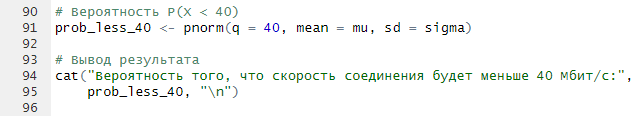 90 # Вероятность P(X < 40)
91 prob_less_40 <- pnorm(q = 40, mean = mu, sd = sigma)
92
93 # Вывод результата
94 cat("Вероятность того, что скорость соединения будет меньше 40 Мбит/с:",
95     prob_less_40, "\n")
96